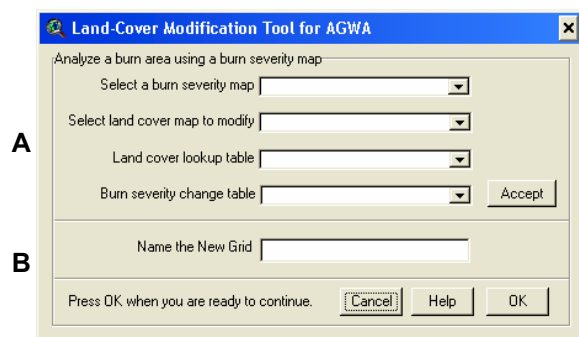 Land-Cover Modification Tool for AGWA
Analyze a burn area using a burn severity map
Select a burn severity map
A
Select land cover map to modify
Land cover lookup table
Burn severity change table Accept
B
Name the New Grid
Press OK when you are ready to continue. Cancel Help OK